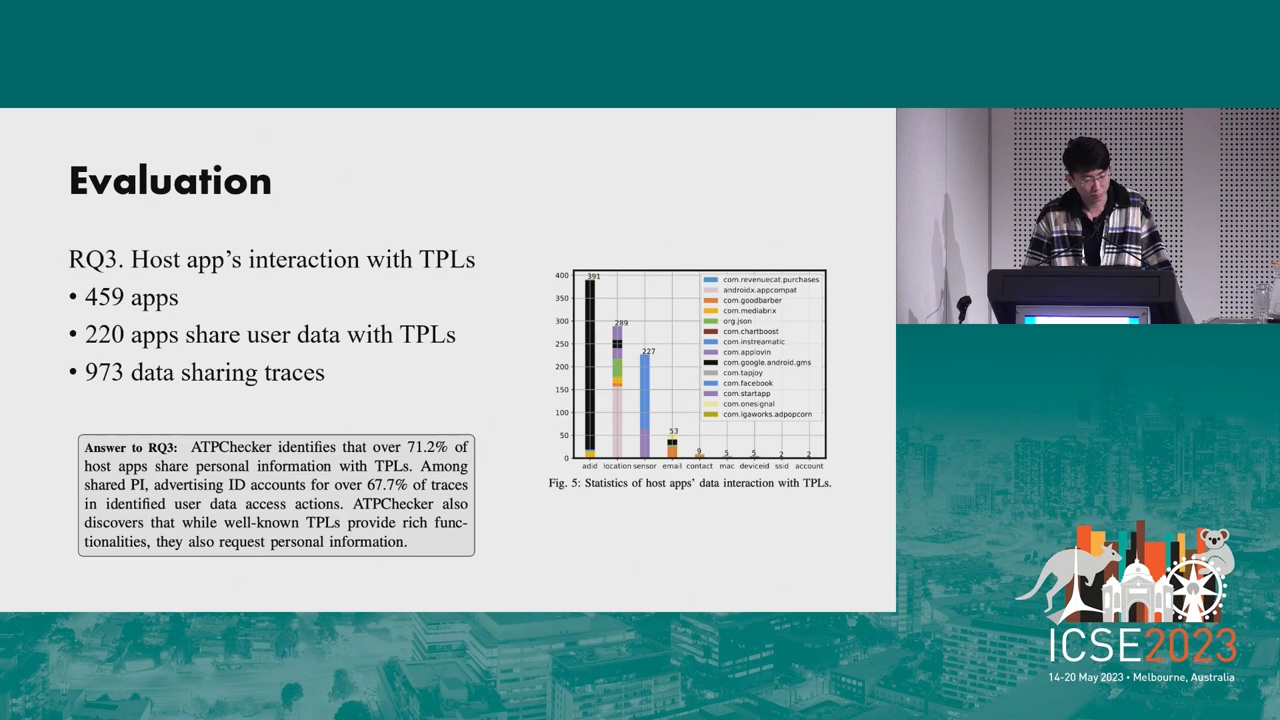 Evaluation
RQ3. Host app's interaction with TPLs
• 459 apps
• 220 apps share user data with TPLs
• 973 data sharing traces
Answer to RQ3: ATPChecker identifies that over 71.2% of
host apps share personal information with TPLs. Among
shared PI, advertising ID accounts for over 67.7% of traces
in identified user data access actions. ATPChecker also
discovers that while well-known TPLs provide rich func-
tionalities, they also request personal information.
400
350
300
250
200
150
100
50
0
391
289
227
53
9
5
5
2
2
adid location sensor email contact mac deviceid ssid account
com.revenuecat.purchases
androidx.appcompat
com.goodbarber
com.mediabrix
org.json
com.chartboost
com.instreamatic
com.applovin
com.google.android.gms
com.tapjoy
com.facebook
com.startapp
com.onesignal
com.igaworks.adpopcorn
Fig. 5: Statistics of host apps' data interaction with TPLs.
ICSE2023
14-20 May 2023 • Melbourne, Australia